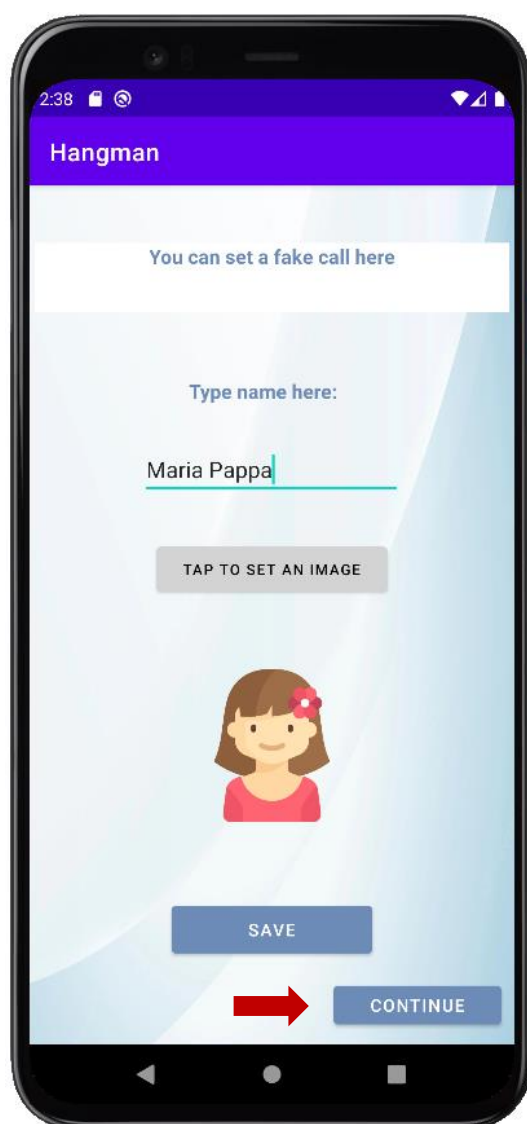 2:38
Hangman
You can set a fake call here
Type name here:
Maria Pappa
TAP TO SET AN IMAGE
SAVE
CONTINUE